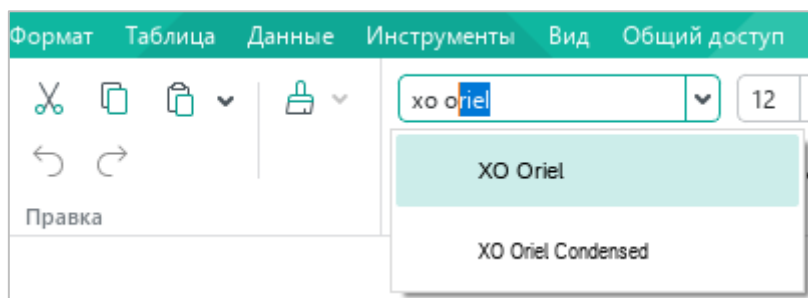 Формат Таблица Данные Инструменты Вид Общий доступ
xo oriel 12
XO Oriel
Правка
XO Oriel Condensed